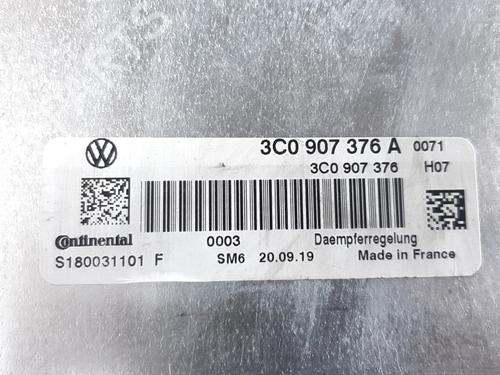 3C0 907 376 A 0071
3C0 907 376 H07
Continental 0003 Daempferregelung
S180031101 F SM6 20.09.19 Made in France